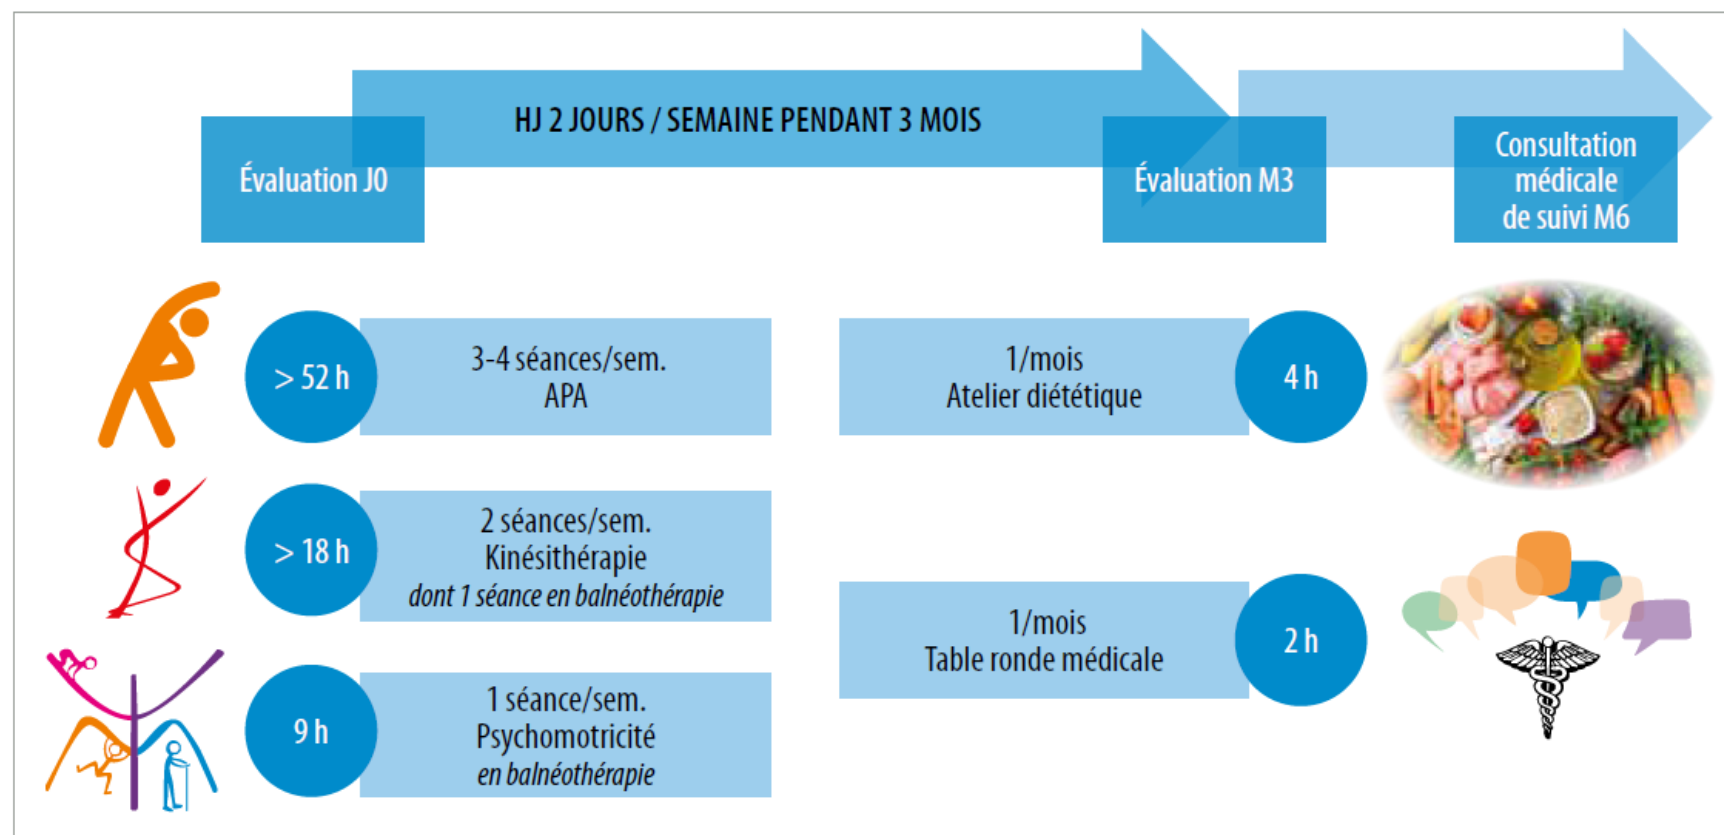 HJ 2 JOURS / SEMAINE PENDANT 3 MOIS
Évaluation J0
Évaluation M3
Consultation
médicale
de suivi M6
> 52 h
3-4 séances/sem.
APA
1/mois
Atelier diététique
4 h
> 18 h
2 séances/sem.
Kinésithérapie
dont 1 séance en balnéothérapie
1/mois
Table ronde médicale
2 h
9 h
1 séance/sem.
Psychomotricité
en balnéothérapie